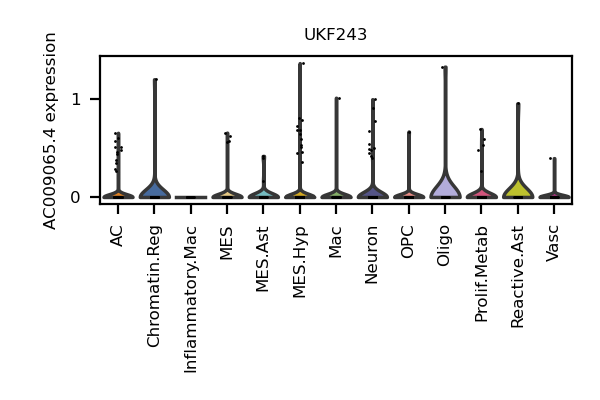 UKF243
AC009065.4 expression
1
0
AC
Chromatin.Reg
Inflammatory.Mac
MES
MES.Ast
MES.Hyp
Mac
Neuron
OPC
Oligo
Prolif.Metab
Reactive.Ast
Vasc